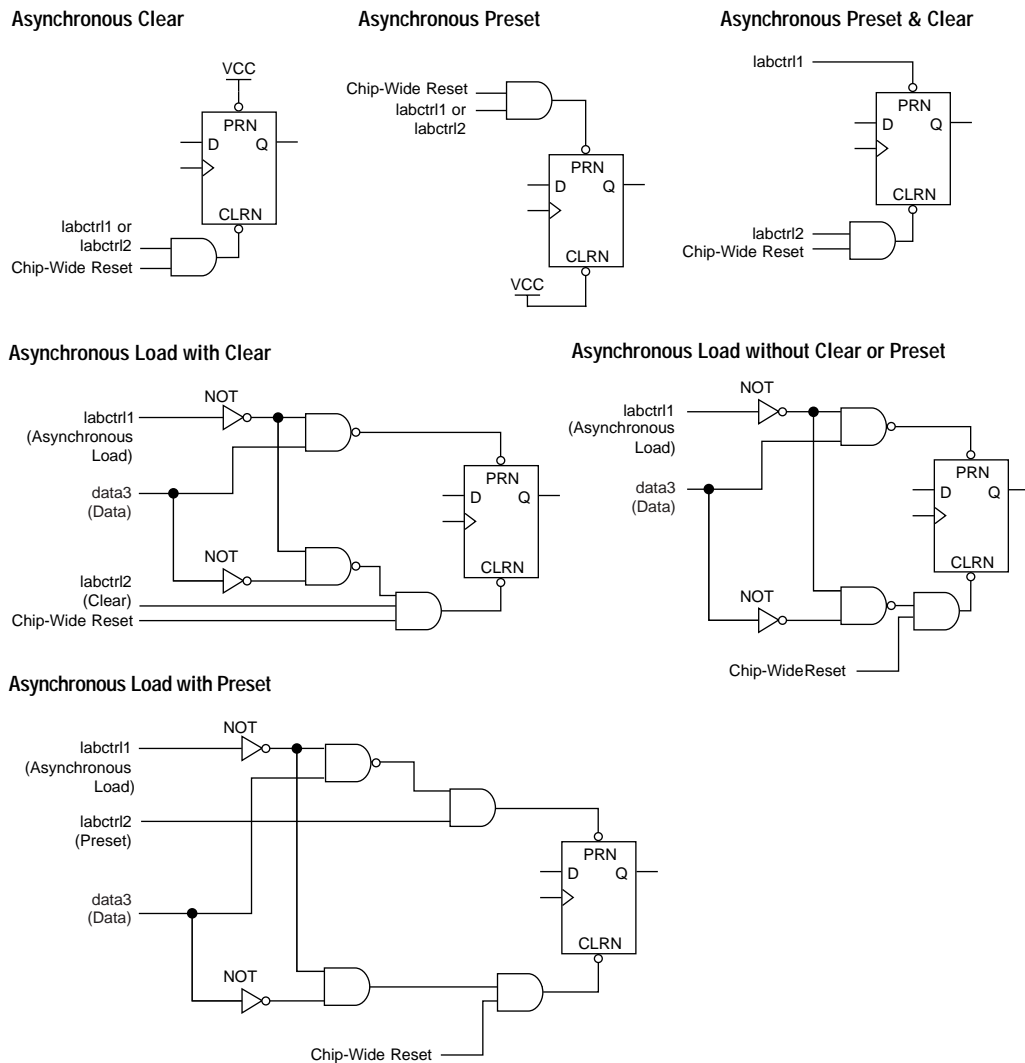 Asynchronous Clear
VCC
PRN
D Q
CLRN
labctrl1 or
labctrl2
Chip-Wide Reset
Asynchronous Preset
Chip-Wide Reset
labctrl1 or
labctrl2
PRN
D Q
CLRN
VCC
Asynchronous Preset & Clear
labctrl1
PRN
D Q
CLRN
labctrl2
Chip-Wide Reset
Asynchronous Load with Clear
NOT
labctrl1
(Asynchronous
Load)
PRN
D Q
data3
(Data)
NOT
CLRN
labctrl2
(Clear)
Chip-Wide Reset
Asynchronous Load without Clear or Preset
NOT
labctrl1
(Asynchronous
Load)
PRN
D Q
data3
(Data)
NOT
CLRN
Chip-Wide Reset
Asynchronous Load with Preset
NOT
labctrl1
(Asynchronous
Load)
labctrl2
(Preset)
PRN
D Q
data3
(Data)
CLRN
NOT
Chip-Wide Reset